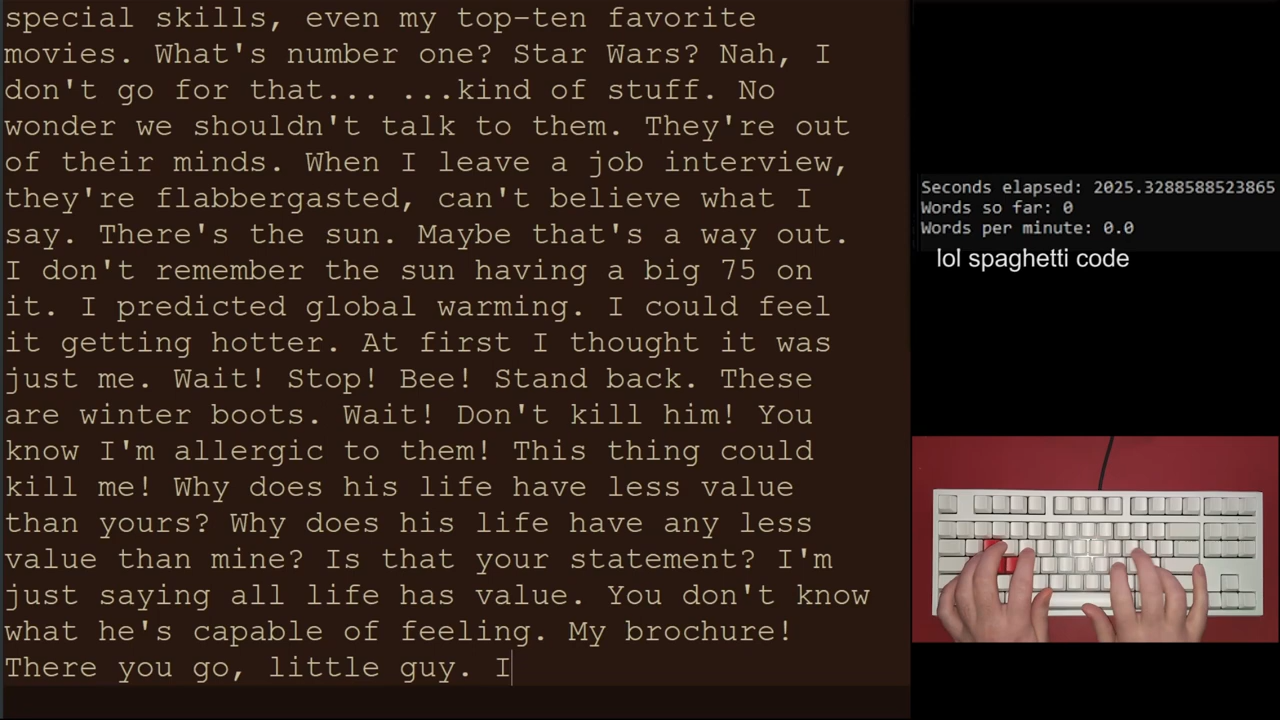 special skills, even my top-ten favorite
movies. What's number one? Star Wars? Nah, I
don't go for that... ...kind of stuff. No
wonder we shouldn't talk to them. They're out
of their minds. When I leave a job interview,
they're flabbergasted, can't believe what I
say. There's the sun. Maybe that's a way out.
I don't remember the sun having a big 75 on
it. I predicted global warming. I could feel
it getting hotter. At first I thought it was
just me. Wait! Stop! Bee! Stand back. These
are winter boots. Wait! Don't kill him! You
know I'm allergic to them! This thing could
kill me! Why does his life have less value
than yours? Why does his life have any less
value than mine? Is that your statement? I'm
just saying all life has value. You don't know
what he's capable of feeling. My brochure!
There you go, little guy. I
Seconds elapsed: 2025.3288588523865
Words so far: 0
Words per minute: 0.0
lol spaghetti code